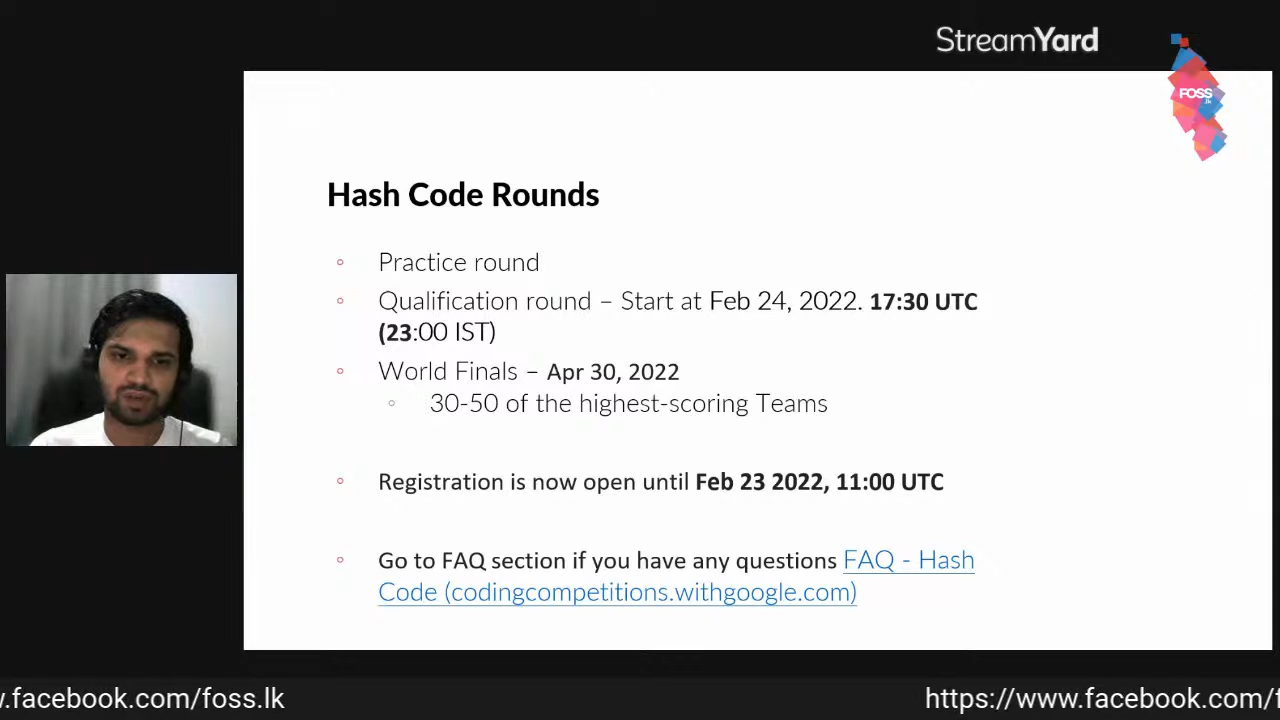 StreamYard
FOSS
.lk
Hash Code Rounds
Practice round
Qualification round – Start at Feb 24, 2022. 17:30 UTC
(23:00 IST)
World Finals – Apr 30, 2022
30-50 of the highest-scoring Teams
Registration is now open until Feb 23 2022, 11:00 UTC
Go to FAQ section if you have any questions FAQ - Hash
Code (codingcompetitions.withgoogle.com)
.facebook.com/foss.lk
https://www.facebook.com/